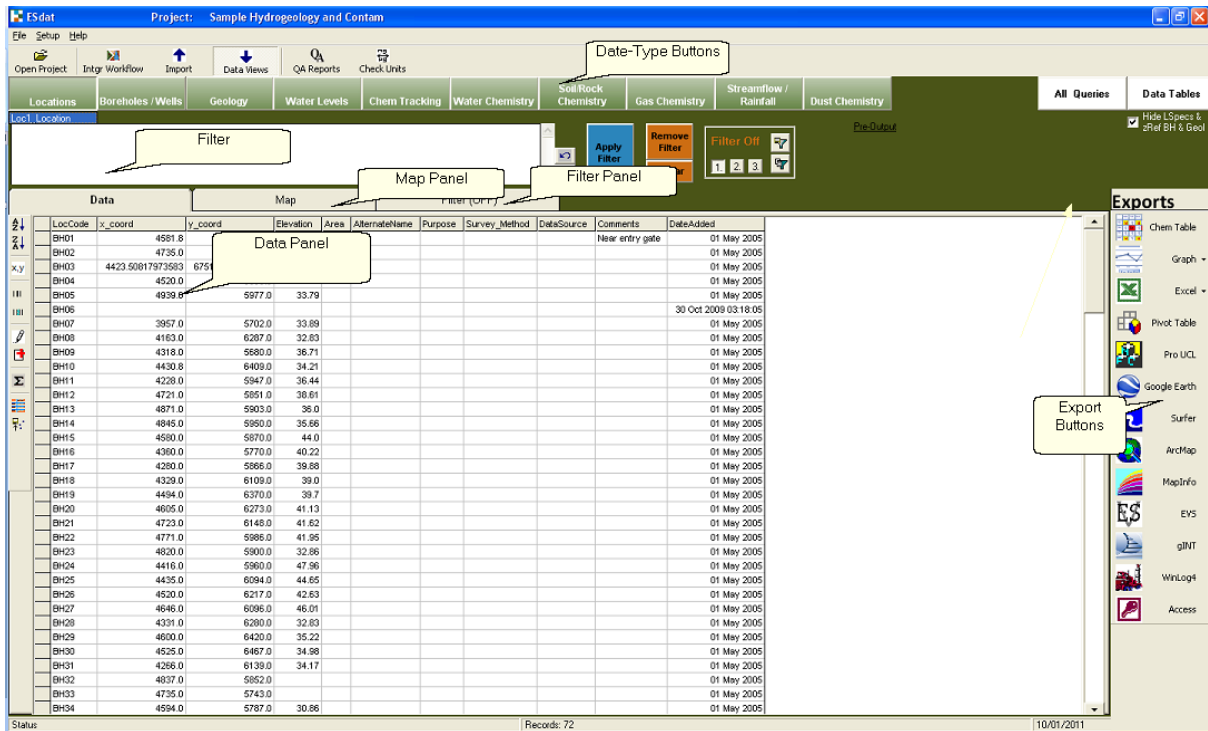 ESdat Project: Sample Hydrogeology and Contam
File Setup Help
Open Project Intgr Workflow Import Data Views QA Reports Check Units
Date-Type Buttons
Locations Boreholes / Wells Geology Water Levels Chem Tracking Water Chemistry Soil/Rock Chemistry Gas Chemistry Streamflow / Rainfall Dust Chemistry All Queries Data Tables
Loc1_Location
Hide LSpecs & zRef BH & Geol
Pre-Output
Filter
Apply Filter
Remove Filter
Filter Off
1. 2. 3.
Map Panel
Filter Panel
Data Map Filter (OFF)
Exports
LocCode x_coord y_coord Elevation Area AlternateName Purpose Survey_Method DataSource Comments DateAdded
BH01 4581.8 Near entry gate 01 May 2005
BH02 4735.0 01 May 2005
BH03 4423.50817973583 6751 01 May 2005
BH04 4520.0 01 May 2005
BH05 4939.8 5977.0 33.79 01 May 2005
BH06 30 Oct 2009 03:18:05
BH07 3957.0 5702.0 33.89 01 May 2005
BH08 4163.0 6287.0 32.83 01 May 2005
BH09 4318.0 5680.0 36.71 01 May 2005
BH10 4430.8 6409.0 34.21 01 May 2005
BH11 4228.0 5947.0 36.44 01 May 2005
BH12 4721.0 5851.0 38.61 01 May 2005
BH13 4871.0 5903.0 36.0 01 May 2005
BH14 4845.0 5950.0 35.66 01 May 2005
BH15 4580.0 5870.0 44.0 01 May 2005
BH16 4360.0 5770.0 40.22 01 May 2005
BH17 4280.0 5866.0 39.88 01 May 2005
BH18 4329.0 6109.0 39.0 01 May 2005
BH19 4494.0 6370.0 39.7 01 May 2005
BH20 4605.0 6273.0 41.13 01 May 2005
BH21 4723.0 6148.0 41.62 01 May 2005
BH22 4771.0 5986.0 41.95 01 May 2005
BH23 4820.0 5900.0 32.86 01 May 2005
BH24 4416.0 5960.0 47.96 01 May 2005
BH25 4435.0 6094.0 44.65 01 May 2005
BH26 4520.0 6217.0 42.63 01 May 2005
BH27 4646.0 6096.0 46.01 01 May 2005
BH28 4331.0 6280.0 32.83 01 May 2005
BH29 4600.0 6420.0 35.22 01 May 2005
BH30 4525.0 6467.0 34.98 01 May 2005
BH31 4266.0 6139.0 34.17 01 May 2005
BH32 4837.0 5852.0 01 May 2005
BH33 4735.0 5743.0 01 May 2005
BH34 4594.0 5787.0 30.86 01 May 2005
Data Panel
x,y
Chem Table
Graph
Excel
Pivot Table
Pro UCL
Google Earth
Surfer
ArcMap
MapInfo
EVS
gINT
WinLog4
Access
Export Buttons
Status Records: 72 10/01/2011